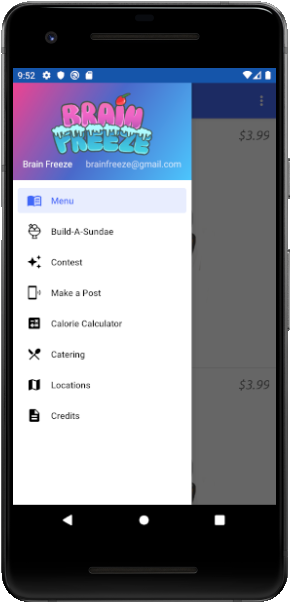 9:52
BRAIN
FREEZE
Brain Freeze brainfreeze@gmail.com
$3.99
Menu
Build-A-Sundae
Contest
Make a Post
Calorie Calculator
Catering
Locations
$3.99
Credits